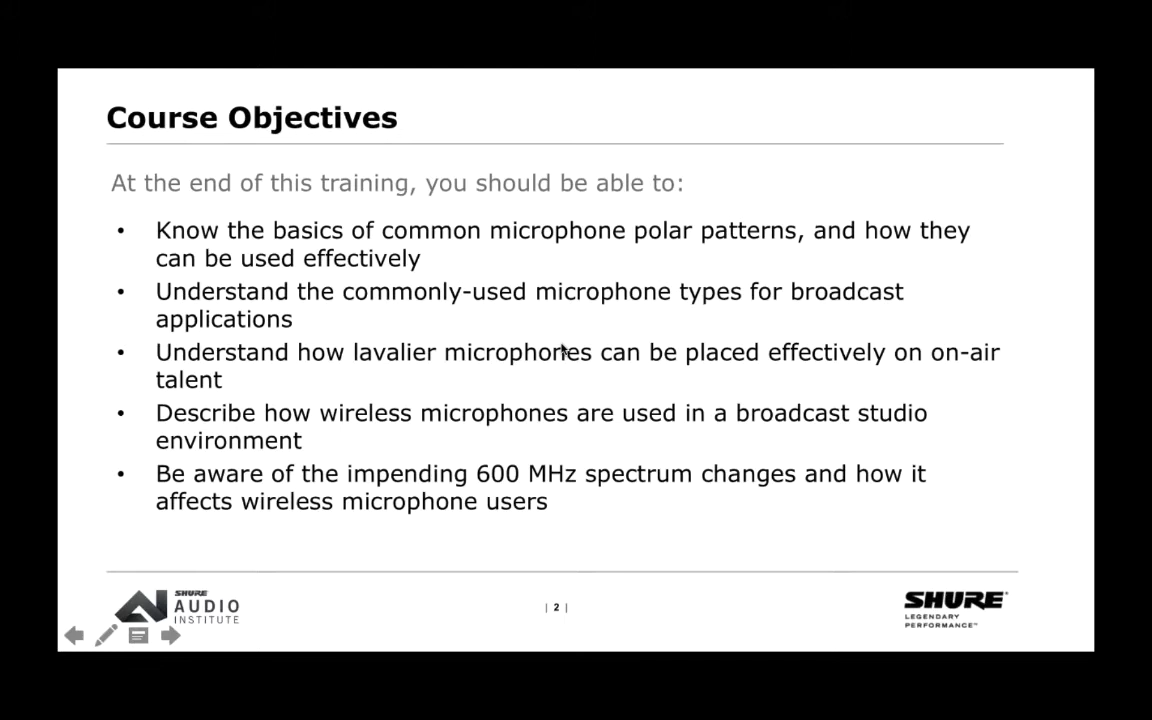 Course Objectives
At the end of this training, you should be able to:
• Know the basics of common microphone polar patterns, and how they
can be used effectively
• Understand the commonly-used microphone types for broadcast
applications
• Understand how lavalier microphones can be placed effectively on on-air
talent
• Describe how wireless microphones are used in a broadcast studio
environment
• Be aware of the impending 600 MHz spectrum changes and how it
affects wireless microphone users
SHURE
AUDIO
INSTITUTE
| 2 |
SHURE®
LEGENDARY
PERFORMANCE™